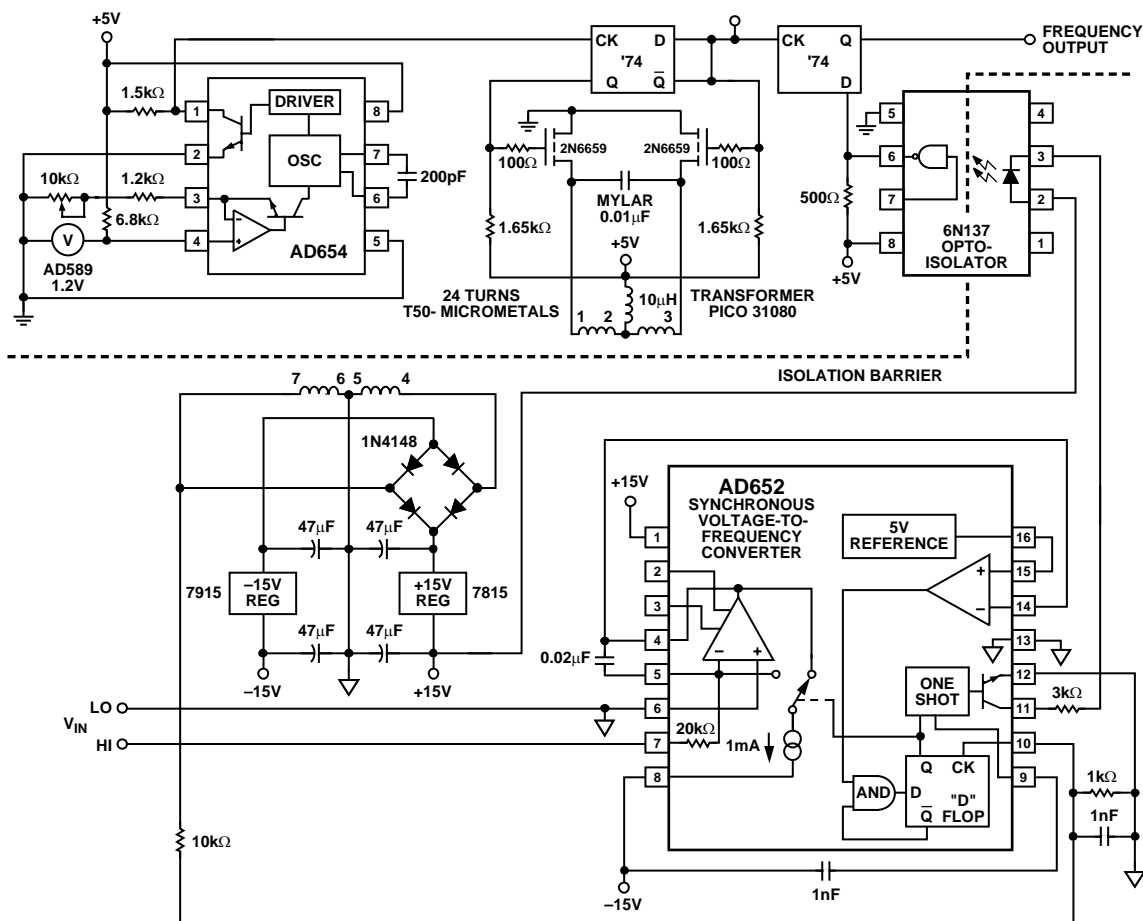 +5V
1.5kΩ
1
2
10kΩ
1.2kΩ
3
6.8kΩ
4
V
AD589
1.2V
DRIVER
OSC
AD654
8
7
6
5
200pF
CK
D
'74
Q
Q̅
2N6659
2N6659
100Ω
100Ω
MYLAR
0.01μF
1.65kΩ
1.65kΩ
+5V
10μH
24 TURNS
T50- MICROMETALS
1
2
3
TRANSFORMER
PICO 31080
CK
Q
'74
D
FREQUENCY
OUTPUT
500Ω
+5V
5
6
7
8
4
3
2
1
6N137
OPTO-
ISOLATOR
ISOLATION BARRIER
7
6
5
4
1N4148
47μF
47μF
7915
–15V
REG
+15V
REG
7815
47μF
47μF
–15V
+15V
LO
VIN
HI
10kΩ
+15V
AD652
SYNCHRONOUS
VOLTAGE-TO-
FREQUENCY
CONVERTER
5V
REFERENCE
1
2
3
4
5
6
7
8
0.02μF
–
+
20kΩ
1mA
+
–
16
15
14
13
12
11
10
9
ONE
SHOT
3kΩ
AND
Q
CK
D
"D"
Q̅
FLOP
1kΩ
1nF
1nF
–15V